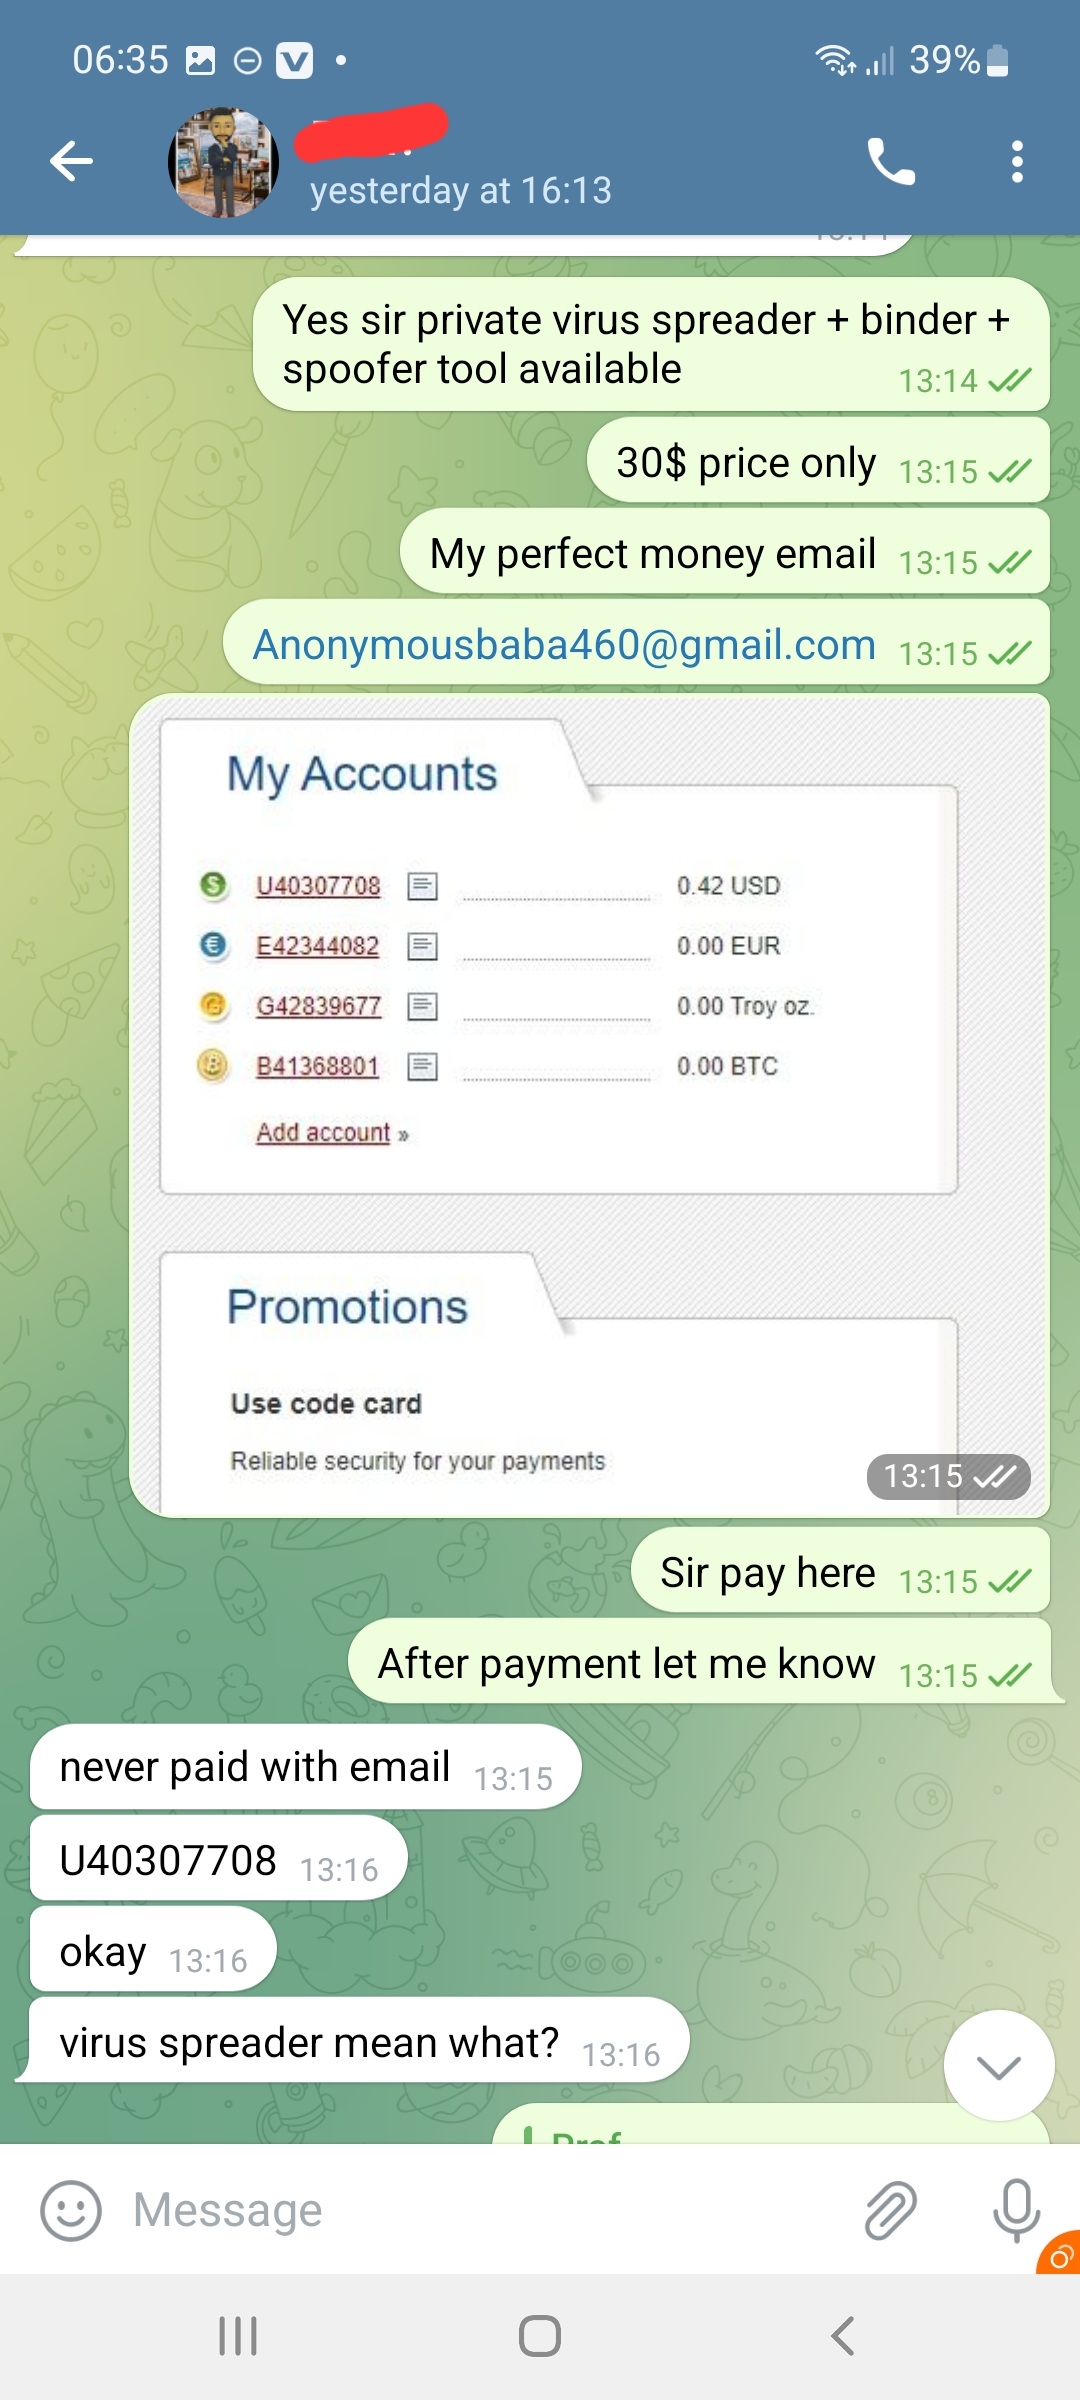 06:35
39%
yesterday at 16:13
Yes sir private virus spreader + binder +
spoofer tool available
13:14
30$ price only 13:15
My perfect money email 13:15
Anonymousbaba460@gmail.com 13:15
My Accounts
U40307708 0.42 USD
E42344082 0.00 EUR
G42839677 0.00 Troy oz.
B41368801 0.00 BTC
Add account »
Promotions
Use code card
Reliable security for your payments
13:15
Sir pay here 13:15
After payment let me know 13:15
never paid with email 13:15
U40307708 13:16
okay 13:16
virus spreader mean what? 13:16
Message